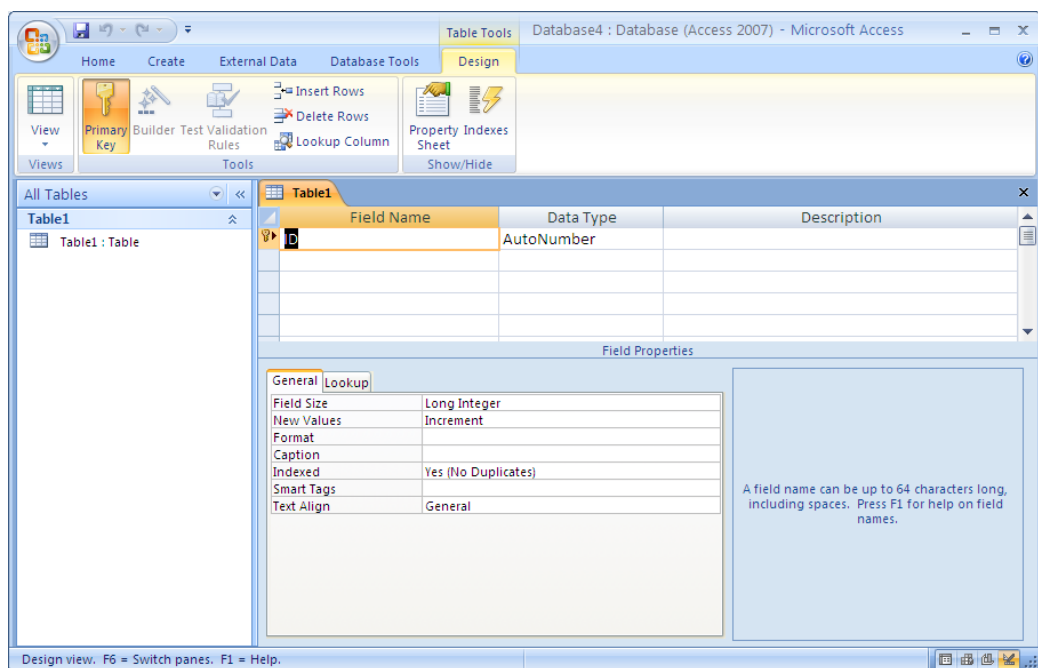 Table Tools
Database4 : Database (Access 2007) - Microsoft Access
Home Create External Data Database Tools Design
View
Primary Key
Builder
Test Validation Rules
Insert Rows
Delete Rows
Lookup Column
Property Sheet
Indexes
Views Tools Show/Hide
All Tables
Table1
Table1 : Table
Table1
Field Name Data Type Description
ID AutoNumber
Field Properties
General Lookup
Field Size Long Integer
New Values Increment
Format
Caption
Indexed Yes (No Duplicates)
Smart Tags
Text Align General
A field name can be up to 64 characters long,
including spaces. Press F1 for help on field
names.
Design view. F6 = Switch panes. F1 = Help.